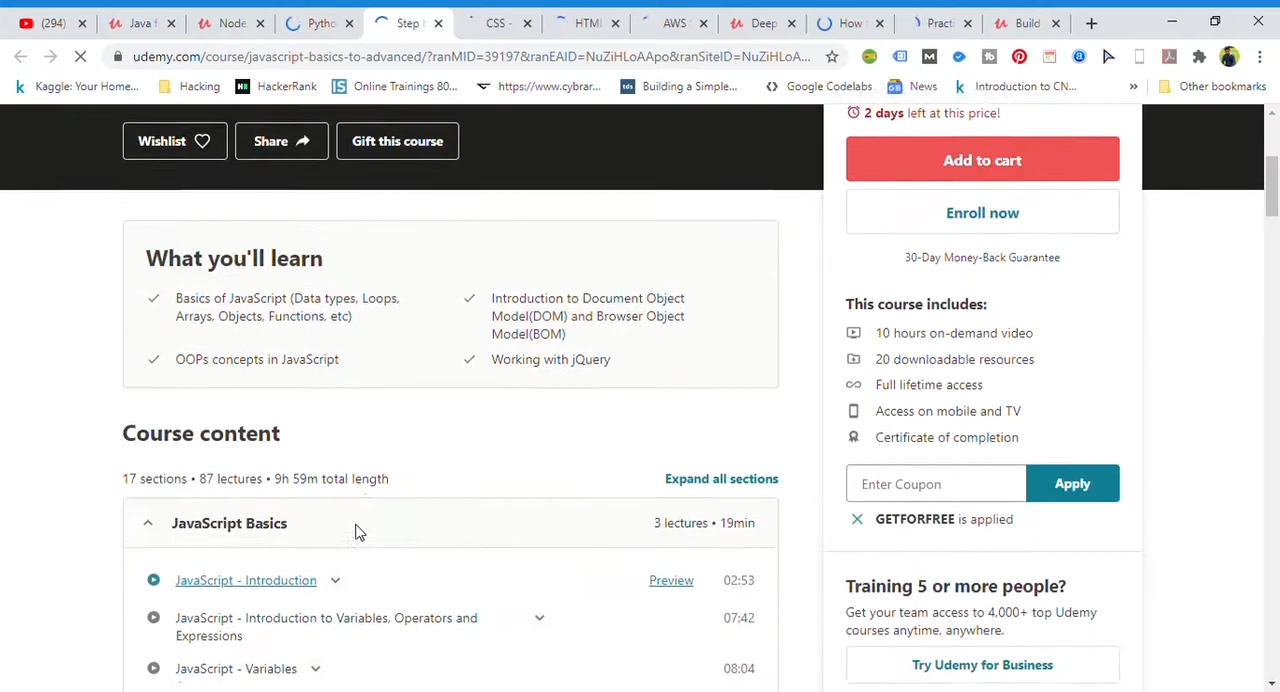 (294)
Java f
Node.
Pytho
Step b
CSS -
HTML
AWS
Deep
How
Practi
Build
udemy.com/course/javascript-basics-to-advanced/?ranMID=39197&ranEAID=NuZiHLoAApo&ranSiteID=NuZiHLoA...
Kaggle: Your Home...
Hacking
HackerRank
Online Trainings 80...
https://www.cybrar...
Building a Simple...
Google Codelabs
News
Introduction to CN...
»
Other bookmarks
Wishlist
Share
Gift this course
2 days left at this price!
Add to cart
Enroll now
30-Day Money-Back Guarantee
What you'll learn
Basics of JavaScript (Data types, Loops,
Arrays, Objects, Functions, etc)
Introduction to Document Object
Model(DOM) and Browser Object
Model(BOM)
OOPs concepts in JavaScript
Working with jQuery
This course includes:
10 hours on-demand video
20 downloadable resources
Full lifetime access
Access on mobile and TV
Certificate of completion
Enter Coupon
Apply
GETFORFREE is applied
Course content
17 sections • 87 lectures • 9h 59m total length
Expand all sections
JavaScript Basics
3 lectures • 19min
JavaScript - Introduction
Preview
02:53
JavaScript - Introduction to Variables, Operators and
Expressions
07:42
JavaScript - Variables
08:04
Training 5 or more people?
Get your team access to 4,000+ top Udemy
courses anytime, anywhere.
Try Udemy for Business